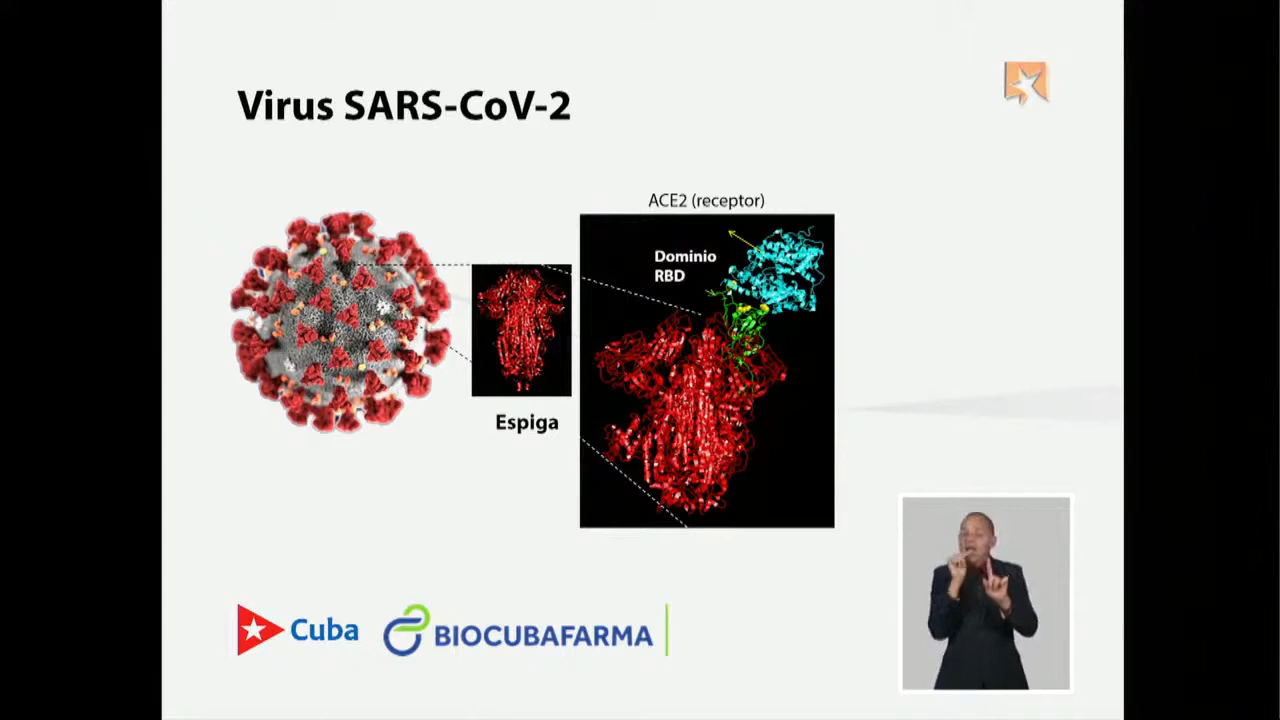 Virus SARS-CoV-2
ACE2 (receptor)
Dominio
RBD
Espiga
Cuba
BIOCUBAFARMA